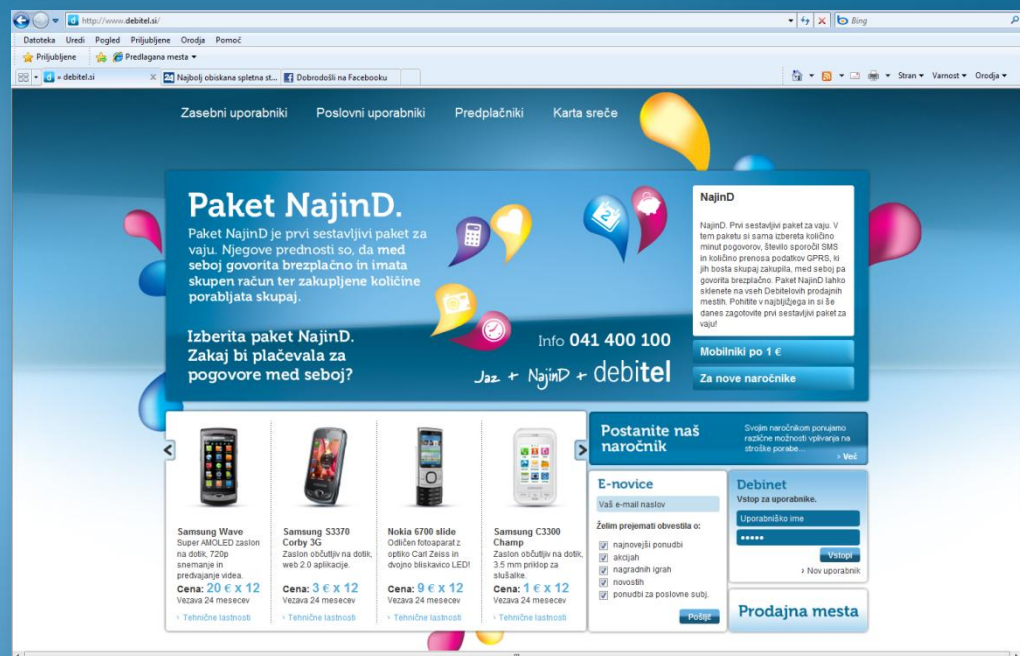 http://www.debitel.si/
Bing
Datoteka Uredi Pogled Priljubljene Orodja Pomoč
Priljubljene Predlagana mesta
» debitel.si
24 Najbolj obiskana spletna st...
Dobrodošli na Facebooku
Stran Varnost Orodja
Zasebni uporabniki Poslovni uporabniki Predplačniki Karta sreče
Paket NajinD.
Paket NajinD je prvi sestavljivi paket za
vaju. Njegove prednosti so, da med
seboj govorita brezplačno in imata
skupen račun ter zakupljene količine
porabljata skupaj.
Izberita paket NajinD.
Zakaj bi plačevala za
pogovore med seboj?
2
Info 041 400 100
Jaz + NajinD + debitel
NajinD
NajinD. Prvi sestavljivi paket za vaju. V
tem paketu si sama izbereta količino
minut pogovorov, število sporočil SMS
in količino prenosa podatkov GPRS, ki
jih bosta skupaj zakupila, med seboj pa
govorita brezplačno. Paket NajinD lahko
sklenete na vseh Debitelovih prodajnih
mestih. Pohitite v najbližjega in si še
danes zagotovite prvi sestavljivi paket za
vaju!
Mobilniki po 1 €
Za nove naročnike
Samsung Wave
Super AMOLED zaslon
na dotik, 720p
snemanje in
predvajanje videa.
Cena: 20 € x 12
Vezava 24 mesecev
› Tehnične lastnosti
Samsung S3370
Corby 3G
Zaslon občutljiv na dotik,
web 2.0 aplikacije.
Cena: 3 € x 12
Vezava 24 mesecev
› Tehnične lastnosti
Nokia 6700 slide
Odličen fotoaparat z
optiko Carl Zeiss in
dvojno bliskavico LED!
Cena: 9 € x 12
Vezava 24 mesecev
› Tehnične lastnosti
Samsung C3300
Champ
Zaslon občutljiv na dotik,
3.5 mm priklop za
slušalke.
Cena: 1 € x 12
Vezava 24 mesecev
› Tehnične lastnosti
Postanite naš
naročnik
Svojim naročnikom ponujamo
različne možnosti vplivanja na
stroške porabe...
› Več
E-novice
Vaš e-mail naslov
Želim prejemati obvestila o:
najnovejši ponudbi
akcijah
nagradnih igrah
novostih
ponudbi za poslovne subj.
Pošlji!
Debinet
Vstop za uporabnike.
Uporabniško ime
•••••
Vstopi
› Nov uporabnik
Prodajna mesta